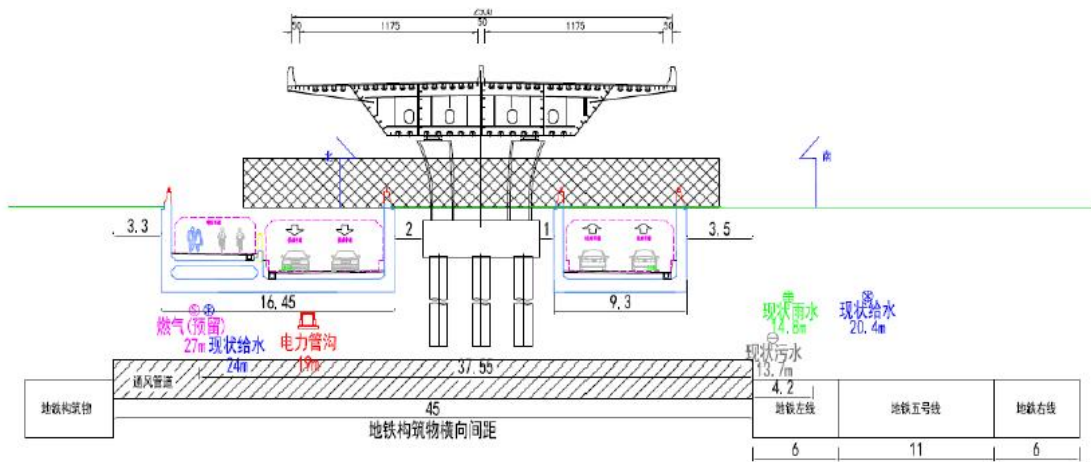 2500
50 1175 50 1175 50
北 南
3.3 2 1 3.5
16.45 9.3
燃气(预留)
27m
现状给水
24m
电力管沟
19m
现状雨水
14.8m
现状给水
20.4m
现状污水
13.7m
通风管道
37.55
4.2
地铁构筑物
45
地铁左线 地铁五号线 地铁右线
地铁构筑物横向间距
6 11 6